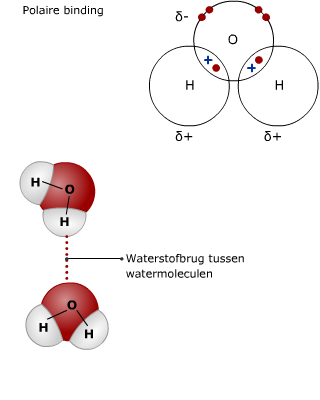 Polaire binding
δ-
O
H
H
δ+
δ+
H
O
H
Waterstofbrug tussen
watermoleculen
O
H
H